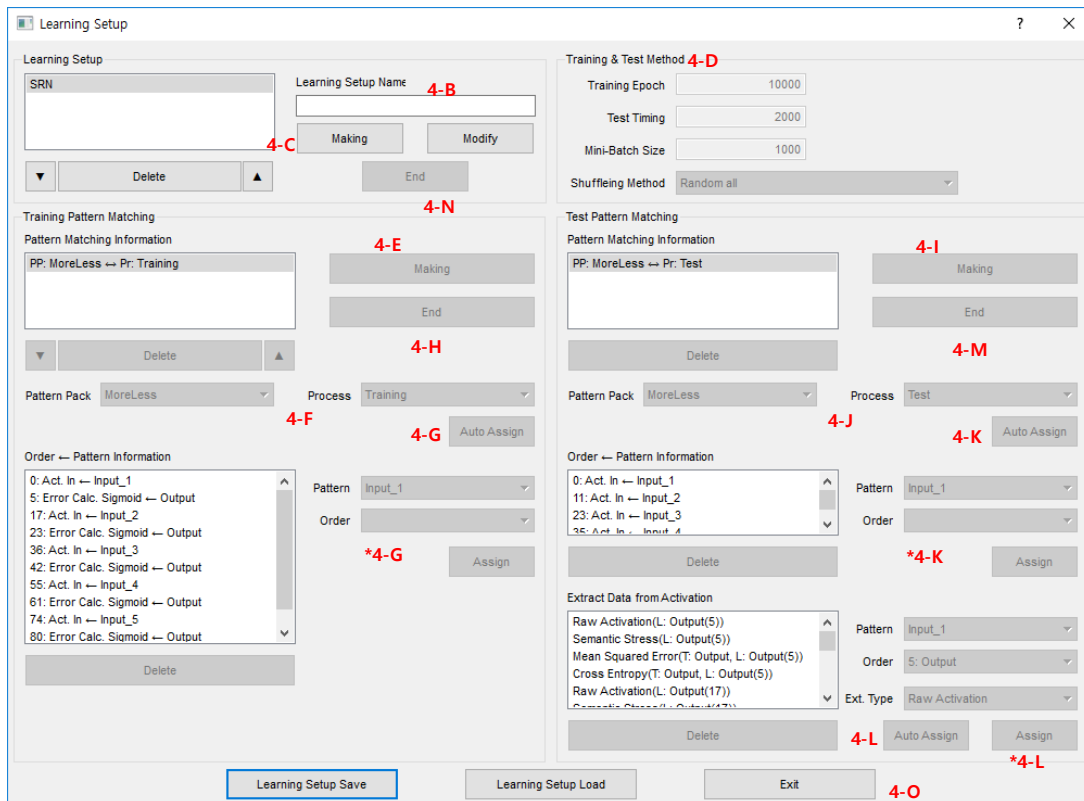 Learning Setup
?
Learning Setup
SRN
Learning Setup Name
4-B
4-C
Making
Modify
▼
Delete
▲
End
4-N
Training & Test Method
4-D
Training Epoch
10000
Test Timing
2000
Mini-Batch Size
1000
Shuffleing Method
Random all
Training Pattern Matching
Pattern Matching Information
PP: MoreLess ↔ Pr: Training
4-E
Making
End
4-H
▼
Delete
▲
Pattern Pack
MoreLess
Process
Training
4-F
4-G
Auto Assign
Order ← Pattern Information
0: Act. In ← Input_1
5: Error Calc. Sigmoid ← Output
17: Act. In ← Input_2
23: Error Calc. Sigmoid ← Output
36: Act. In ← Input_3
42: Error Calc. Sigmoid ← Output
55: Act. In ← Input_4
61: Error Calc. Sigmoid ← Output
74: Act. In ← Input_5
80: Error Calc. Sigmoid ← Output
Pattern
Input_1
Order
*4-G
Assign
Delete
Test Pattern Matching
Pattern Matching Information
PP: MoreLess ↔ Pr: Test
4-I
Making
End
4-M
Delete
Pattern Pack
MoreLess
Process
Test
4-J
4-K
Auto Assign
Order ← Pattern Information
0: Act. In ← Input_1
11: Act. In ← Input_2
23: Act. In ← Input_3
35: Act. In ← Input_4
Pattern
Input_1
Order
*4-K
Assign
Delete
Extract Data from Activation
Raw Activation(L: Output(5))
Semantic Stress(L: Output(5))
Mean Squared Error(T: Output, L: Output(5))
Cross Entropy(T: Output, L: Output(5))
Raw Activation(L: Output(17))
Semantic Stress(L: Output(17))
Pattern
Input_1
Order
5: Output
Ext. Type
Raw Activation
Delete
4-L
Auto Assign
Assign
*4-L
Learning Setup Save
Learning Setup Load
Exit
4-O